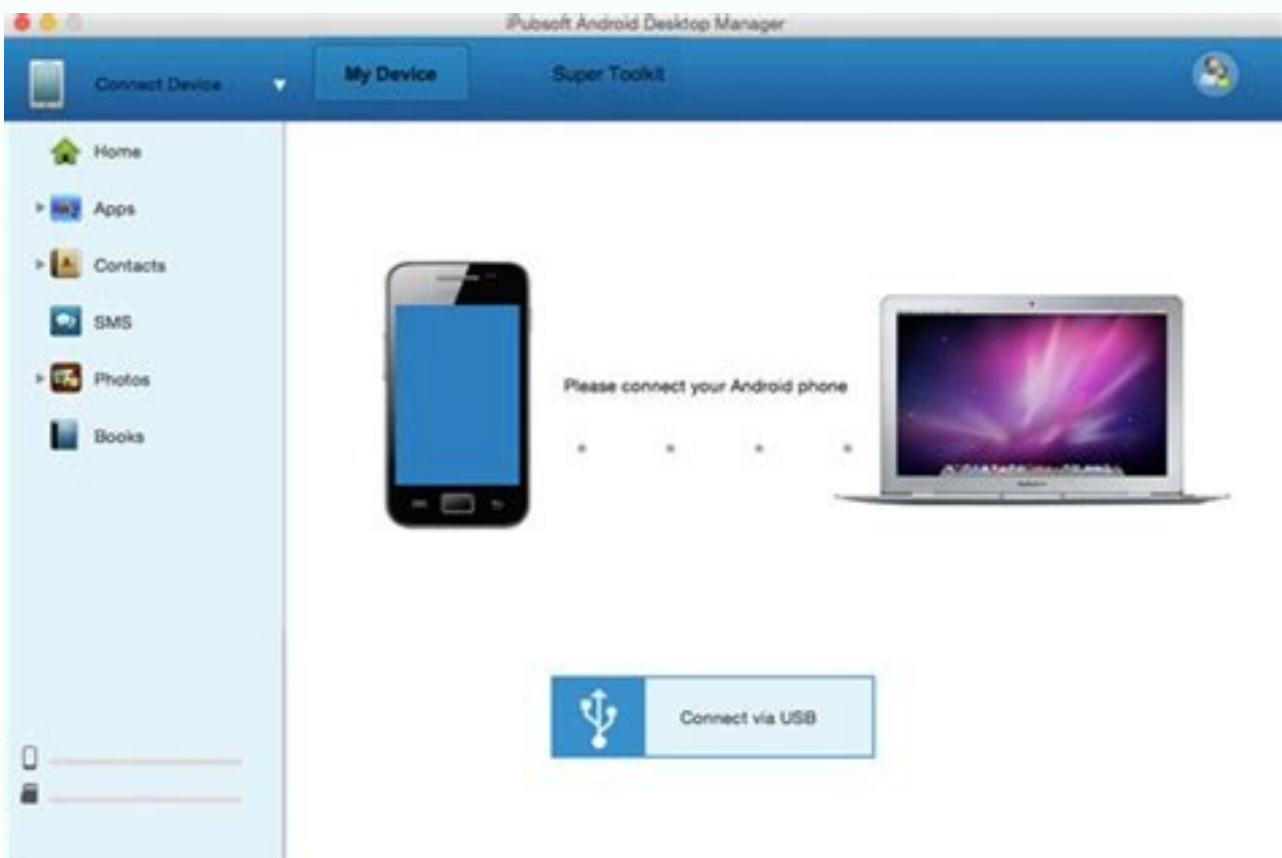 iPubsoft Android Desktop Manager
Connect Device
My Device
Super Toolkit
Home
Apps
Contacts
SMS
Photos
Books
Please connect your Android phone
Connect via USB